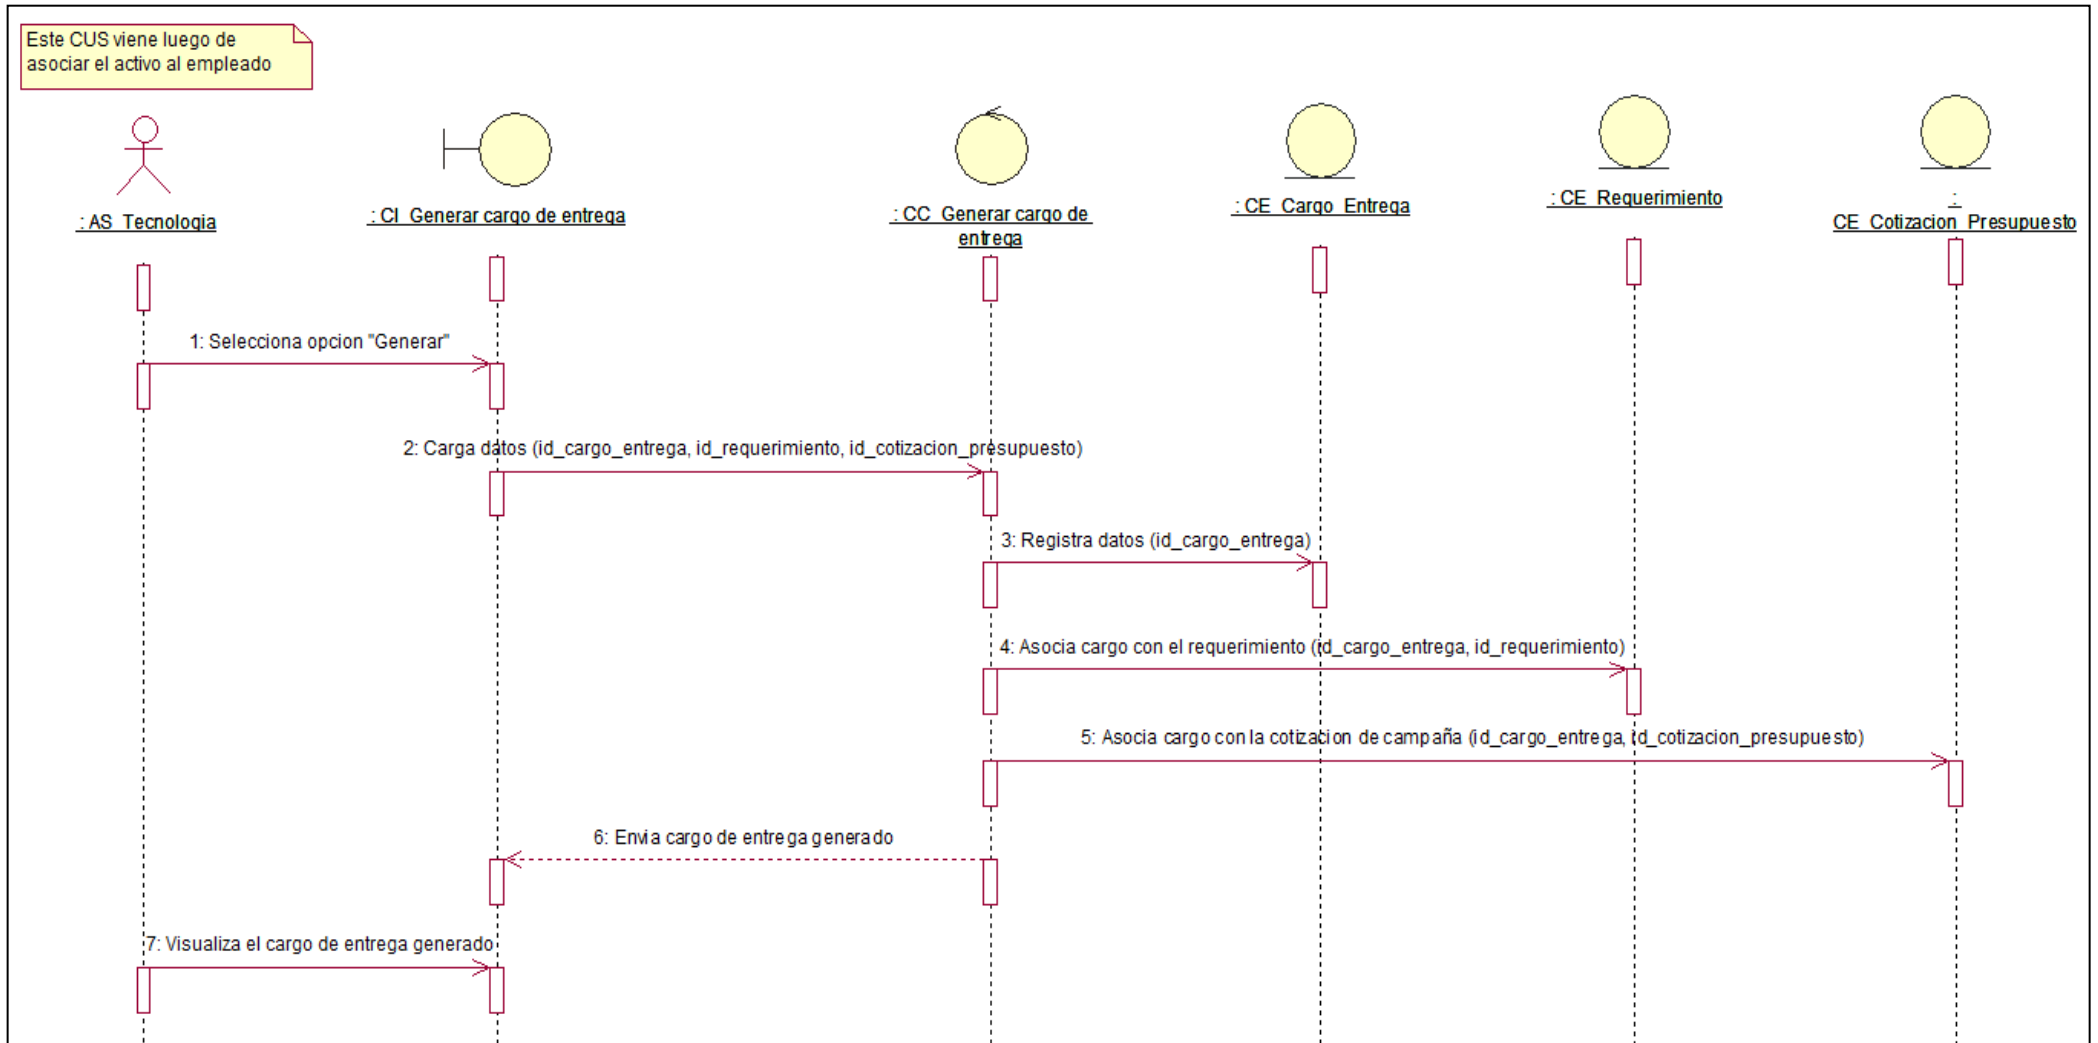 Este CUS viene luego de
asociar el activo al empleado
: AS_Tecnologia
: CI_Generar cargo de entrega
: CC_Generar cargo de
entrega
: CE_Cargo_Entrega
: CE_Requerimiento
:
CE_Cotizacion_Presupuesto
1: Selecciona opcion "Generar"
2: Carga datos (id_cargo_entrega, id_requerimiento, id_cotizacion_presupuesto)
3: Registra datos (id_cargo_entrega)
4: Asocia cargo con el requerimiento (id_cargo_entrega, id_requerimiento)
5: Asocia cargo con la cotizacion de campaña (id_cargo_entrega, id_cotizacion_presupuesto)
6: Envia cargo de entrega generado
7: Visualiza el cargo de entrega generado